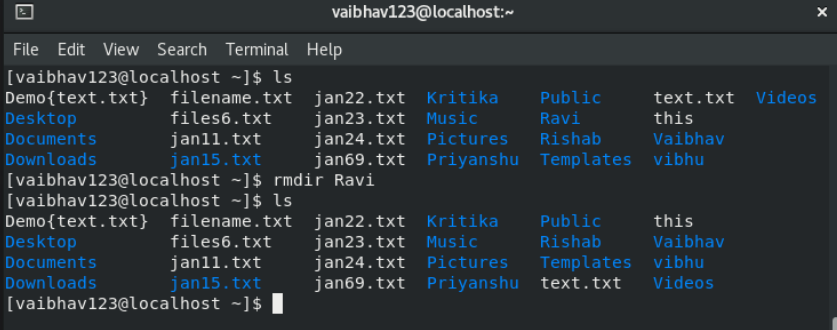 vaibhav123@localhost:~
File Edit View Search Terminal Help
[vaibhav123@localhost ~]$ ls
Demo{text.txt} filename.txt jan22.txt Kritika Public text.txt Videos
Desktop files6.txt jan23.txt Music Ravi this
Documents jan11.txt jan24.txt Pictures Rishab Vaibhav
Downloads jan15.txt jan69.txt Priyanshu Templates vibhu
[vaibhav123@localhost ~]$ rmdir Ravi
[vaibhav123@localhost ~]$ ls
Demo{text.txt} filename.txt jan22.txt Kritika Public this
Desktop files6.txt jan23.txt Music Rishab Vaibhav
Documents jan11.txt jan24.txt Pictures Templates vibhu
Downloads jan15.txt jan69.txt Priyanshu text.txt Videos
[vaibhav123@localhost ~]$